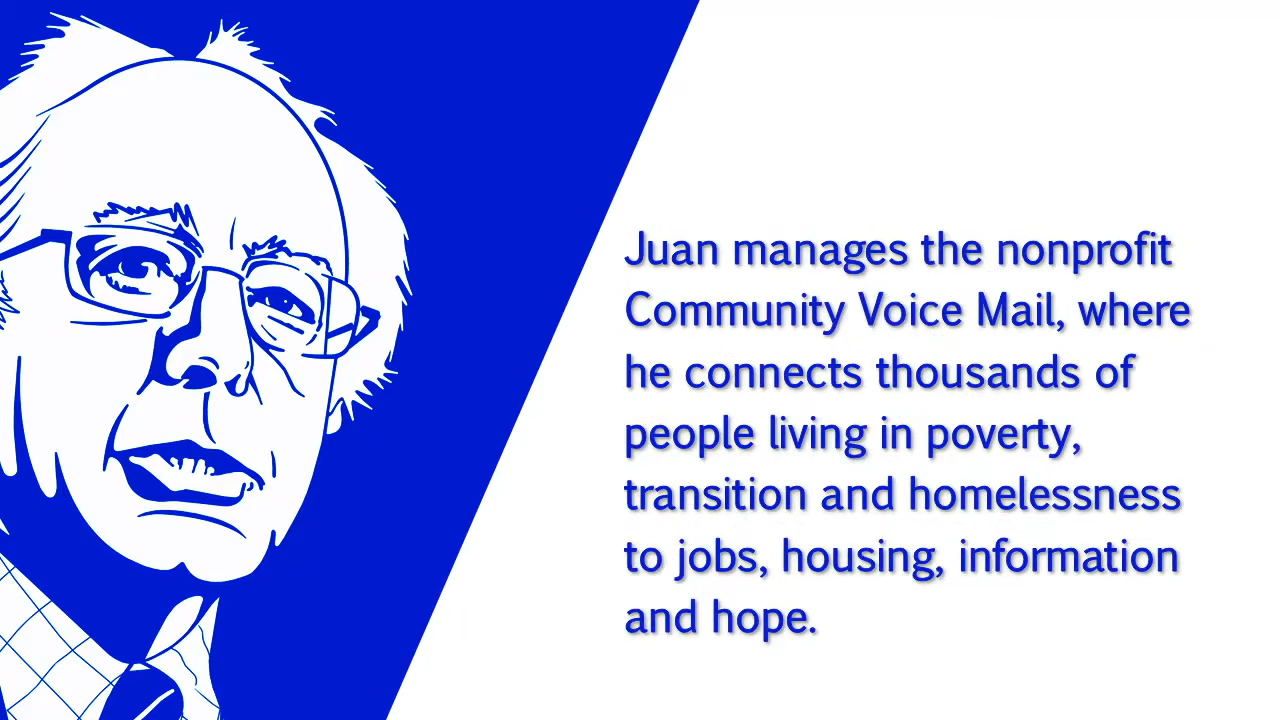 Juan manages the nonprofit
Community Voice Mail, where
he connects thousands of
people living in poverty,
transition and homelessness
to jobs, housing, information
and hope.